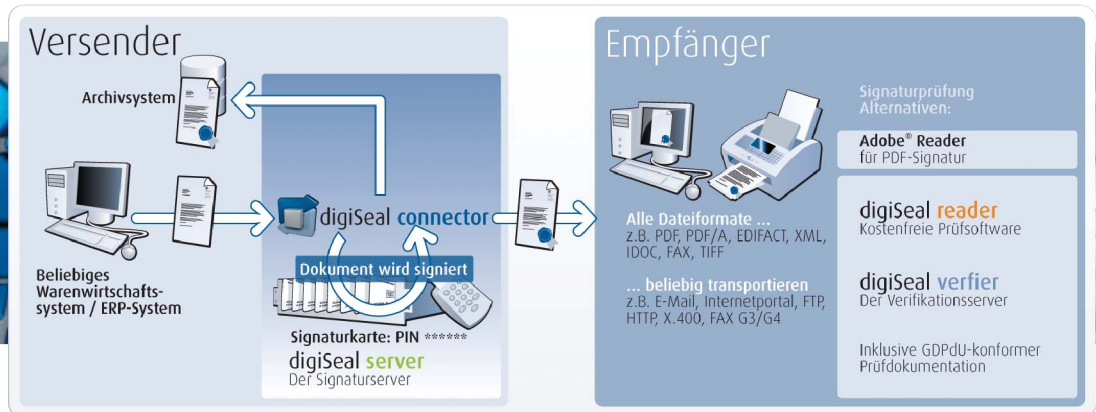 Versender
Archivsystem
Beliebiges
Warenwirtschafts-
system / ERP-System
digiSeal connector
Dokument wird signiert
Signaturkarte: PIN ******
digiSeal server
Der Signaturserver
Empfänger
Alle Dateiformate ...
z.B. PDF, PDF/A, EDIFACT, XML,
IDOC, FAX, TIFF
... beliebig transportieren
z.B. E-Mail, Internetportal, FTP,
HTTP, X.400, FAX G3/G4
Signaturprüfung
Alternativen:
Adobe® Reader
für PDF-Signatur
digiSeal reader
Kostenfreie Prüfsoftware
digiSeal verfier
Der Verifikationsserver
Inklusive GDPdU-konformer
Prüfdokumentation